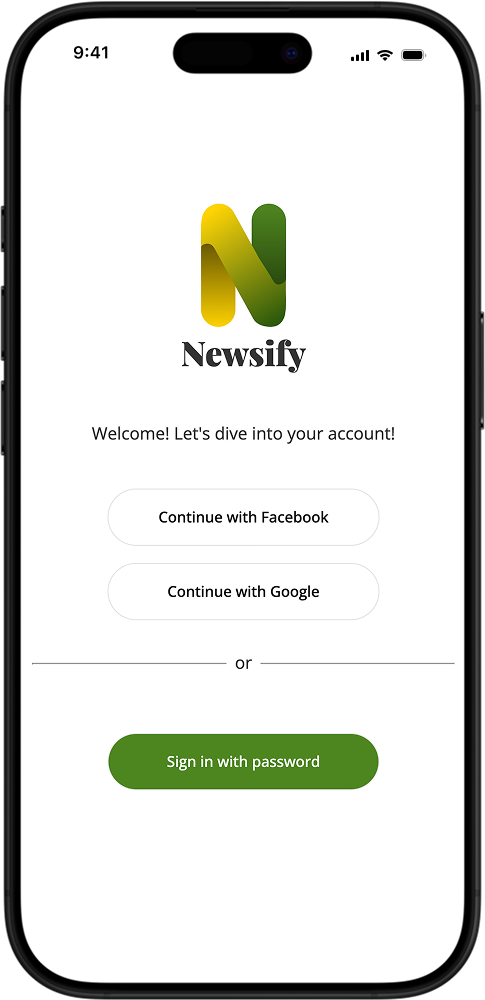 9:41
Newsify
Welcome! Let's dive into your account!
Continue with Facebook
Continue with Google
or
Sign in with password